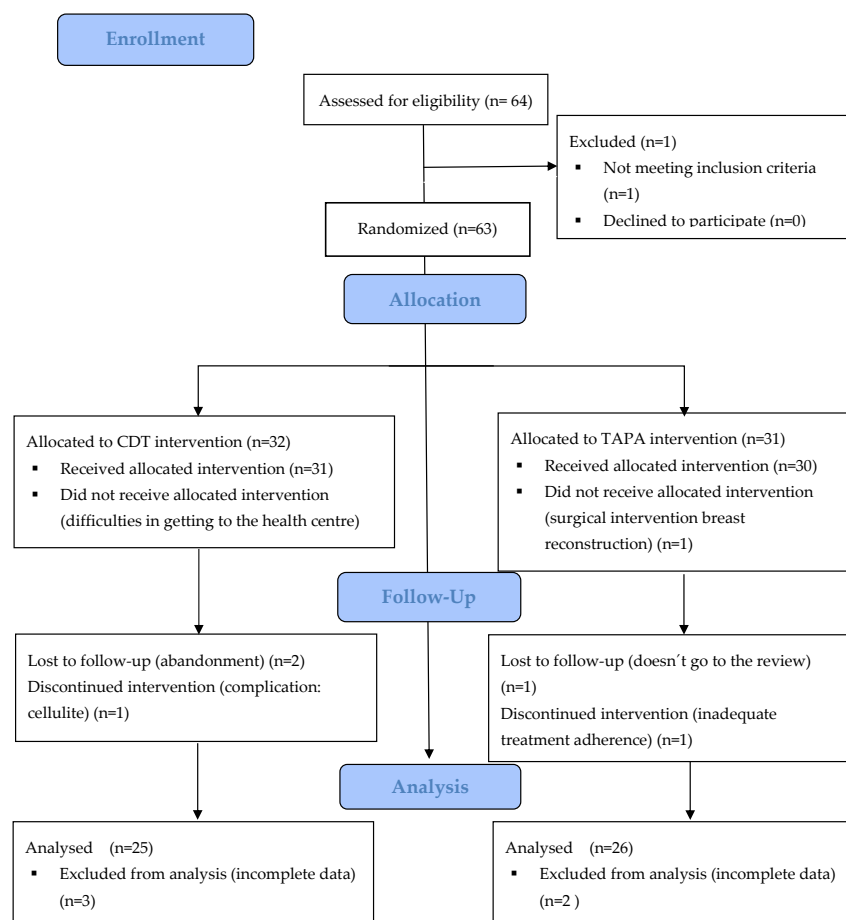 Enrollment
Assessed for eligibility (n= 64)
Excluded (n=1)
▪ Not meeting inclusion criteria
(n=1)
▪ Declined to participate (n=0)
Randomized (n=63)
Allocation
Allocated to CDT intervention (n=32)
▪ Received allocated intervention (n=31)
▪ Did not receive allocated intervention
(difficulties in getting to the health centre)
Allocated to TAPA intervention (n=31)
▪ Received allocated intervention (n=30)
▪ Did not receive allocated intervention
(surgical intervention breast
reconstruction) (n=1)
Follow-Up
Lost to follow-up (abandonment) (n=2)
Discontinued intervention (complication:
cellulite) (n=1)
Lost to follow-up (doesn´t go to the review)
(n=1)
Discontinued intervention (inadequate
treatment adherence) (n=1)
Analysis
Analysed (n=25)
▪ Excluded from analysis (incomplete data)
(n=3)
Analysed (n=26)
▪ Excluded from analysis (incomplete data)
(n=2 )